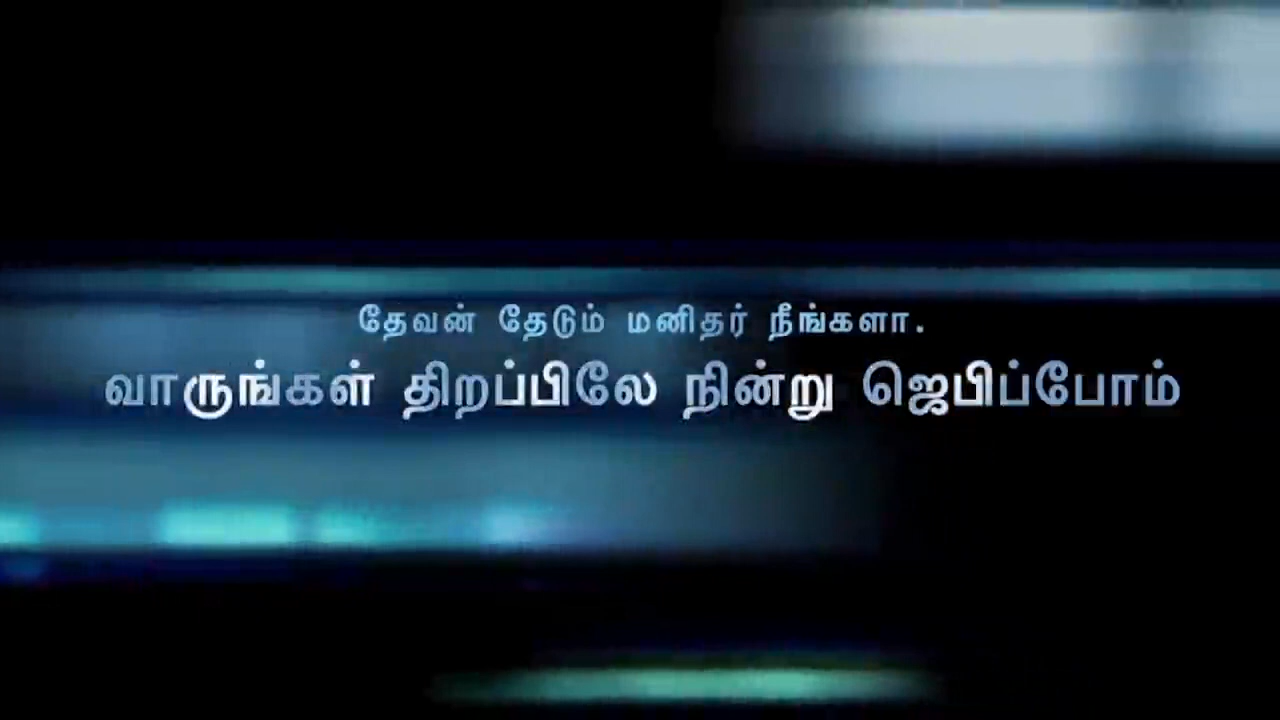 தேவன் தேடும் மனிதர் நீங்களா.
வாருங்கள் திறப்பிலே நின்று ஜெபிப்போம்